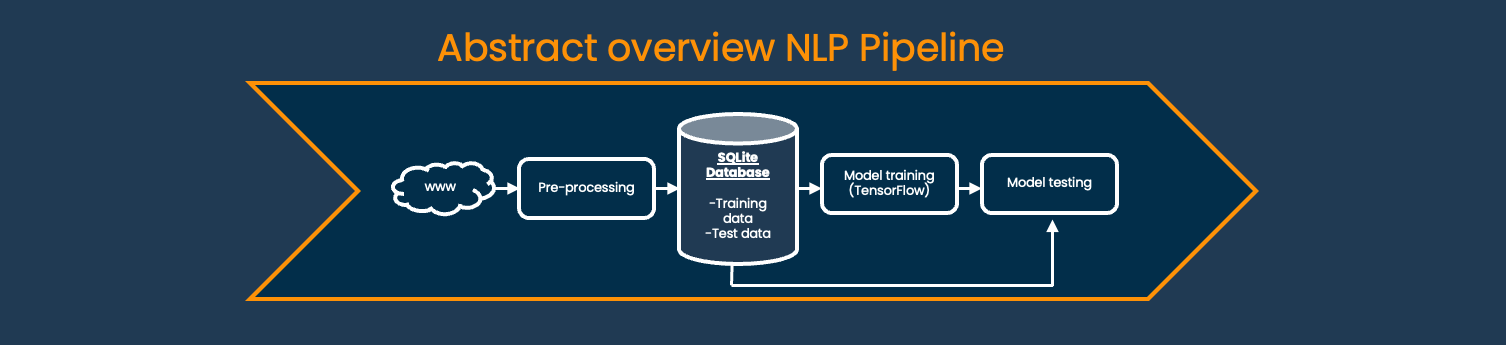 Abstract overview NLP Pipeline
www
Pre-processing
SQLite
Database
-Training
data
-Test data
Model training
(TensorFlow)
Model testing